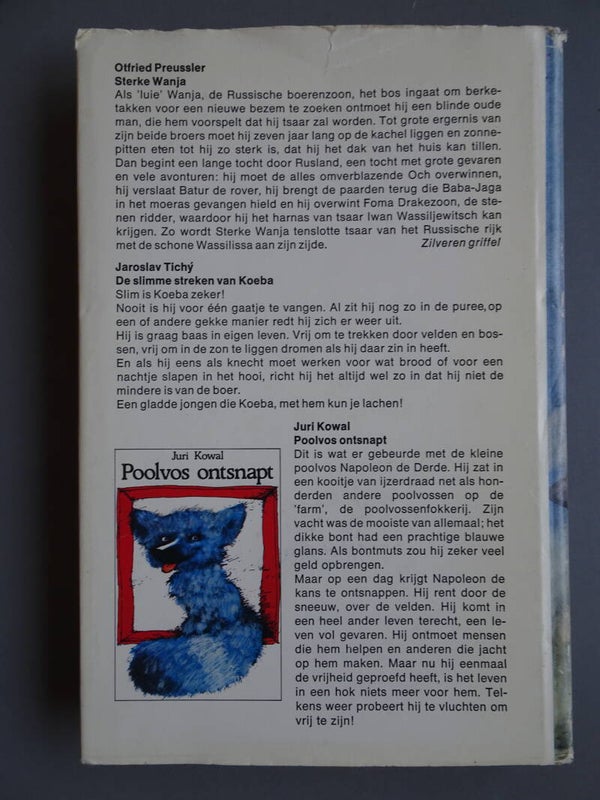 Otfried Preussler
Sterke Wanja
Als 'luie' Wanja, de Russische boerenzoon, het bos ingaat om berke-
takken voor een nieuwe bezem te zoeken ontmoet hij een blinde oude
man, die hem voorspelt dat hij tsaar zal worden. Tot grote ergernis van
zijn beide broers moet hij zeven jaar lang op de kachel liggen en zonne-
pitten eten tot hij zo sterk is, dat hij het dak van het huis kan tillen.
Dan begint een lange tocht door Rusland, een tocht met grote gevaren
en vele avonturen: hij moet de alles omverblazende Och overwinnen,
hij verslaat Batur de rover, hij brengt de paarden terug die Baba-Jaga
in het moeras gevangen hield en hij overwint Foma Drakezoon, de ste-
nen ridder, waardoor hij het harnas van tsaar Iwan Wassiljewitsch kan
krijgen. Zo wordt Sterke Wanja tenslotte tsaar van het Russische rijk
met de schone Wassilissa aan zijn zijde. Zilveren griffel
Jaroslav Tichý
De slimme streken van Koeba
Slim is Koeba zeker!
Nooit is hij voor één gaatje te vangen. Al zit hij nog zo in de puree, op
een of andere gekke manier redt hij zich er weer uit.
Hij is graag baas in eigen leven. Vrij om te trekken door velden en bos-
sen, vrij om in de zon te liggen dromen als hij daar zin in heeft.
En als hij eens als knecht moet werken voor wat brood of voor een
nachtje slapen in het hooi, richt hij het altijd wel zo in dat hij niet de
mindere is van de boer.
Een gladde jongen die Koeba, met hem kun je lachen!
Juri Kowal
Poolvos ontsnapt
Dit is wat er gebeurde met de kleine
poolvos Napoleon de Derde. Hij zat in
een kooitje van ijzerdraad net als hon-
derden andere poolvossen op de
'farm', de poolvossenfokkerij. Zijn
vacht was de mooiste van allemaal; het
dikke bont had een prachtige blauwe
glans. Als bontmuts zou hij zeker veel
geld opbrengen.
Maar op een dag krijgt Napoleon de
kans te ontsnappen. Hij rent door de
sneeuw, over de velden. Hij komt in
een heel ander leven terecht, een le-
ven vol gevaren. Hij ontmoet mensen
die hem helpen en anderen die jacht
op hem maken. Maar nu hij eenmaal
de vrijheid geproefd heeft, is het leven
in een hok niets meer voor hem. Tel-
kens weer probeert hij te vluchten om
vrij te zijn!
Juri Kowal
Poolvos ontsnapt